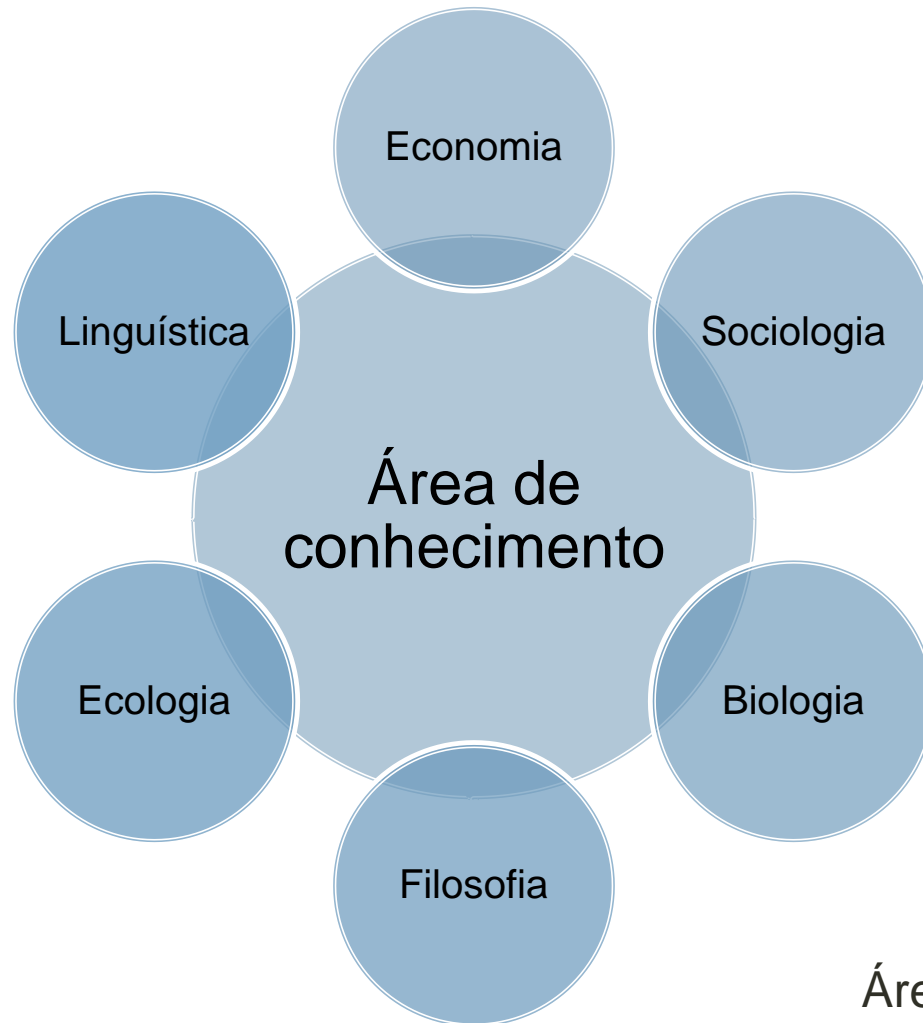 Economia
Linguística
Sociologia
Área de
conhecimento
Ecologia
Biologia
Filosofia